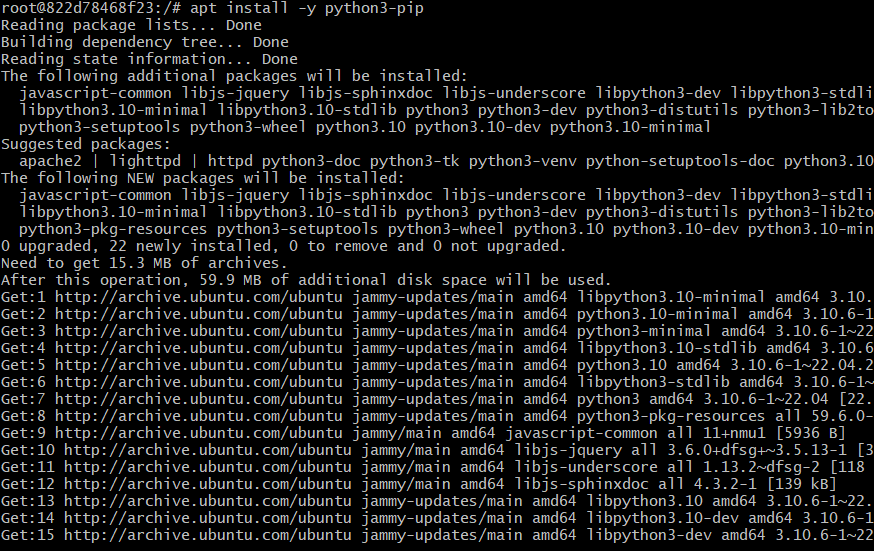 root@822d78468f23:/# apt install -y python3-pip
Reading package lists... Done
Building dependency tree... Done
Reading state information... Done
The following additional packages will be installed:
  javascript-common libjs-jquery libjs-sphinxdoc libjs-underscore libpython3-dev libpython3-stdli
  libpython3.10-minimal libpython3.10-stdlib python3 python3-dev python3-distutils python3-lib2to
  python3-setuptools python3-wheel python3.10 python3.10-dev python3.10-minimal
Suggested packages:
  apache2 | lighttpd | httpd python3-doc python3-tk python3-venv python-setuptools-doc python3.10
The following NEW packages will be installed:
  javascript-common libjs-jquery libjs-sphinxdoc libjs-underscore libpython3-dev libpython3-stdli
  libpython3.10-minimal libpython3.10-stdlib python3 python3-dev python3-distutils python3-lib2to
  python3-pkg-resources python3-setuptools python3-wheel python3.10 python3.10-dev python3.10-min
0 upgraded, 22 newly installed, 0 to remove and 0 not upgraded.
Need to get 15.3 MB of archives.
After this operation, 59.9 MB of additional disk space will be used.
Get:1 http://archive.ubuntu.com/ubuntu jammy-updates/main amd64 libpython3.10-minimal amd64 3.10.
Get:2 http://archive.ubuntu.com/ubuntu jammy-updates/main amd64 python3.10-minimal amd64 3.10.6-1
Get:3 http://archive.ubuntu.com/ubuntu jammy-updates/main amd64 python3-minimal amd64 3.10.6-1~22
Get:4 http://archive.ubuntu.com/ubuntu jammy-updates/main amd64 libpython3.10-stdlib amd64 3.10.6
Get:5 http://archive.ubuntu.com/ubuntu jammy-updates/main amd64 python3.10 amd64 3.10.6-1~22.04.2
Get:6 http://archive.ubuntu.com/ubuntu jammy-updates/main amd64 libpython3-stdlib amd64 3.10.6-1~
Get:7 http://archive.ubuntu.com/ubuntu jammy-updates/main amd64 python3 amd64 3.10.6-1~22.04 [22.
Get:8 http://archive.ubuntu.com/ubuntu jammy-updates/main amd64 python3-pkg-resources all 59.6.0-
Get:9 http://archive.ubuntu.com/ubuntu jammy/main amd64 javascript-common all 11+nmu1 [5936 B]
Get:10 http://archive.ubuntu.com/ubuntu jammy/main amd64 libjs-jquery all 3.6.0+dfsg+~3.5.13-1 [3
Get:11 http://archive.ubuntu.com/ubuntu jammy/main amd64 libjs-underscore all 1.13.2~dfsg-2 [118
Get:12 http://archive.ubuntu.com/ubuntu jammy/main amd64 libjs-sphinxdoc all 4.3.2-1 [139 kB]
Get:13 http://archive.ubuntu.com/ubuntu jammy-updates/main amd64 libpython3.10 amd64 3.10.6-1~22.
Get:14 http://archive.ubuntu.com/ubuntu jammy-updates/main amd64 libpython3.10-dev amd64 3.10.6-1
Get:15 http://archive.ubuntu.com/ubuntu jammy-updates/main amd64 libpython3-dev amd64 3.10.6-1~22